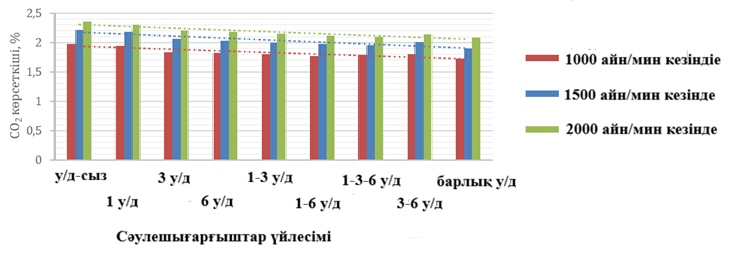 2,5
2
1,5
1
0,5
0
CO₂ көрсеткіші, %
у/д-сыз
1 у/д
3 у/д
6 у/д
1-3 у/д
1-6 у/д
1-3-6 у/д
3-6 у/д
барлық у/д
Сәулешығарғыштар үйлесімі
1000 айн/мин кезіндіе
1500 айн/мин кезінде
2000 айн/мин кезінде